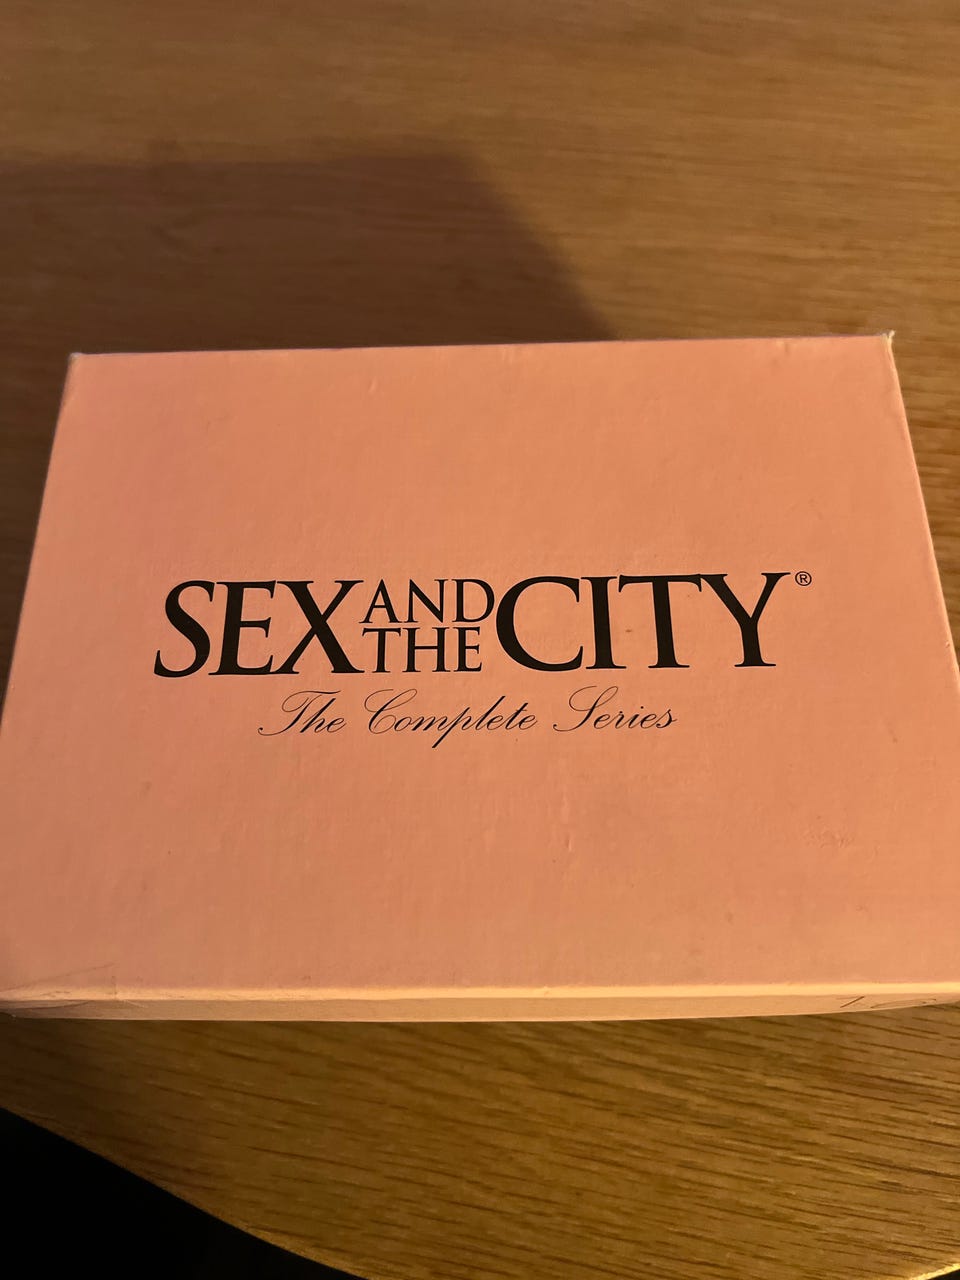 SEX AND THE CITY®
The Complete Series